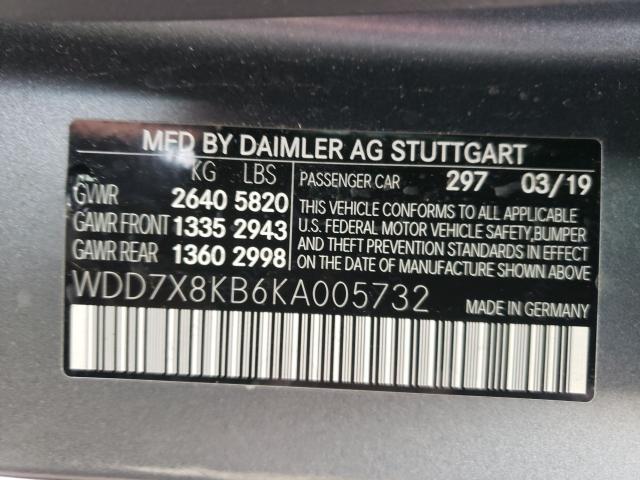 MFD BY DAIMLER AG STUTTGART
KG LBS
GVWR 2640 5820
GAWR FRONT 1335 2943
GAWR REAR 1360 2998
PASSENGER CAR 297 03/19
THIS VEHICLE CONFORMS TO ALL APPLICABLE
U.S. FEDERAL MOTOR VEHICLE SAFETY,BUMPER
AND THEFT PREVENTION STANDARDS IN EFFECT
ON THE DATE OF MANUFACTURE SHOWN ABOVE.
WDD7X8KB6KA005732
MADE IN GERMANY